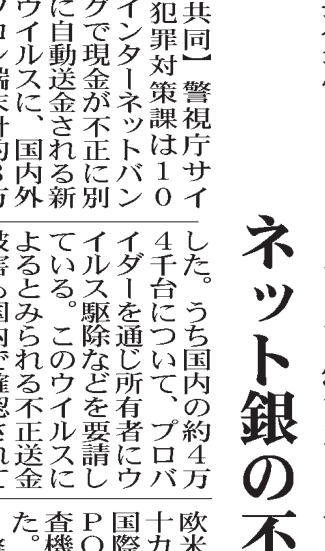 ネット銀の不
共同】警視庁サイ
犯罪対策課は10
インターネットバン
グで現金が不正に別
に自動送金される新
ウイルスに、国内外
した。うち国内の約4万
4千台について、プロバ
イダーを通じ所有者にウ
イルス駆除などを要請し
ている。このウイルスに
よるとみられる不正送金
被害も国内で確認されて
欧米
十カ
国際
PO
査機
た。